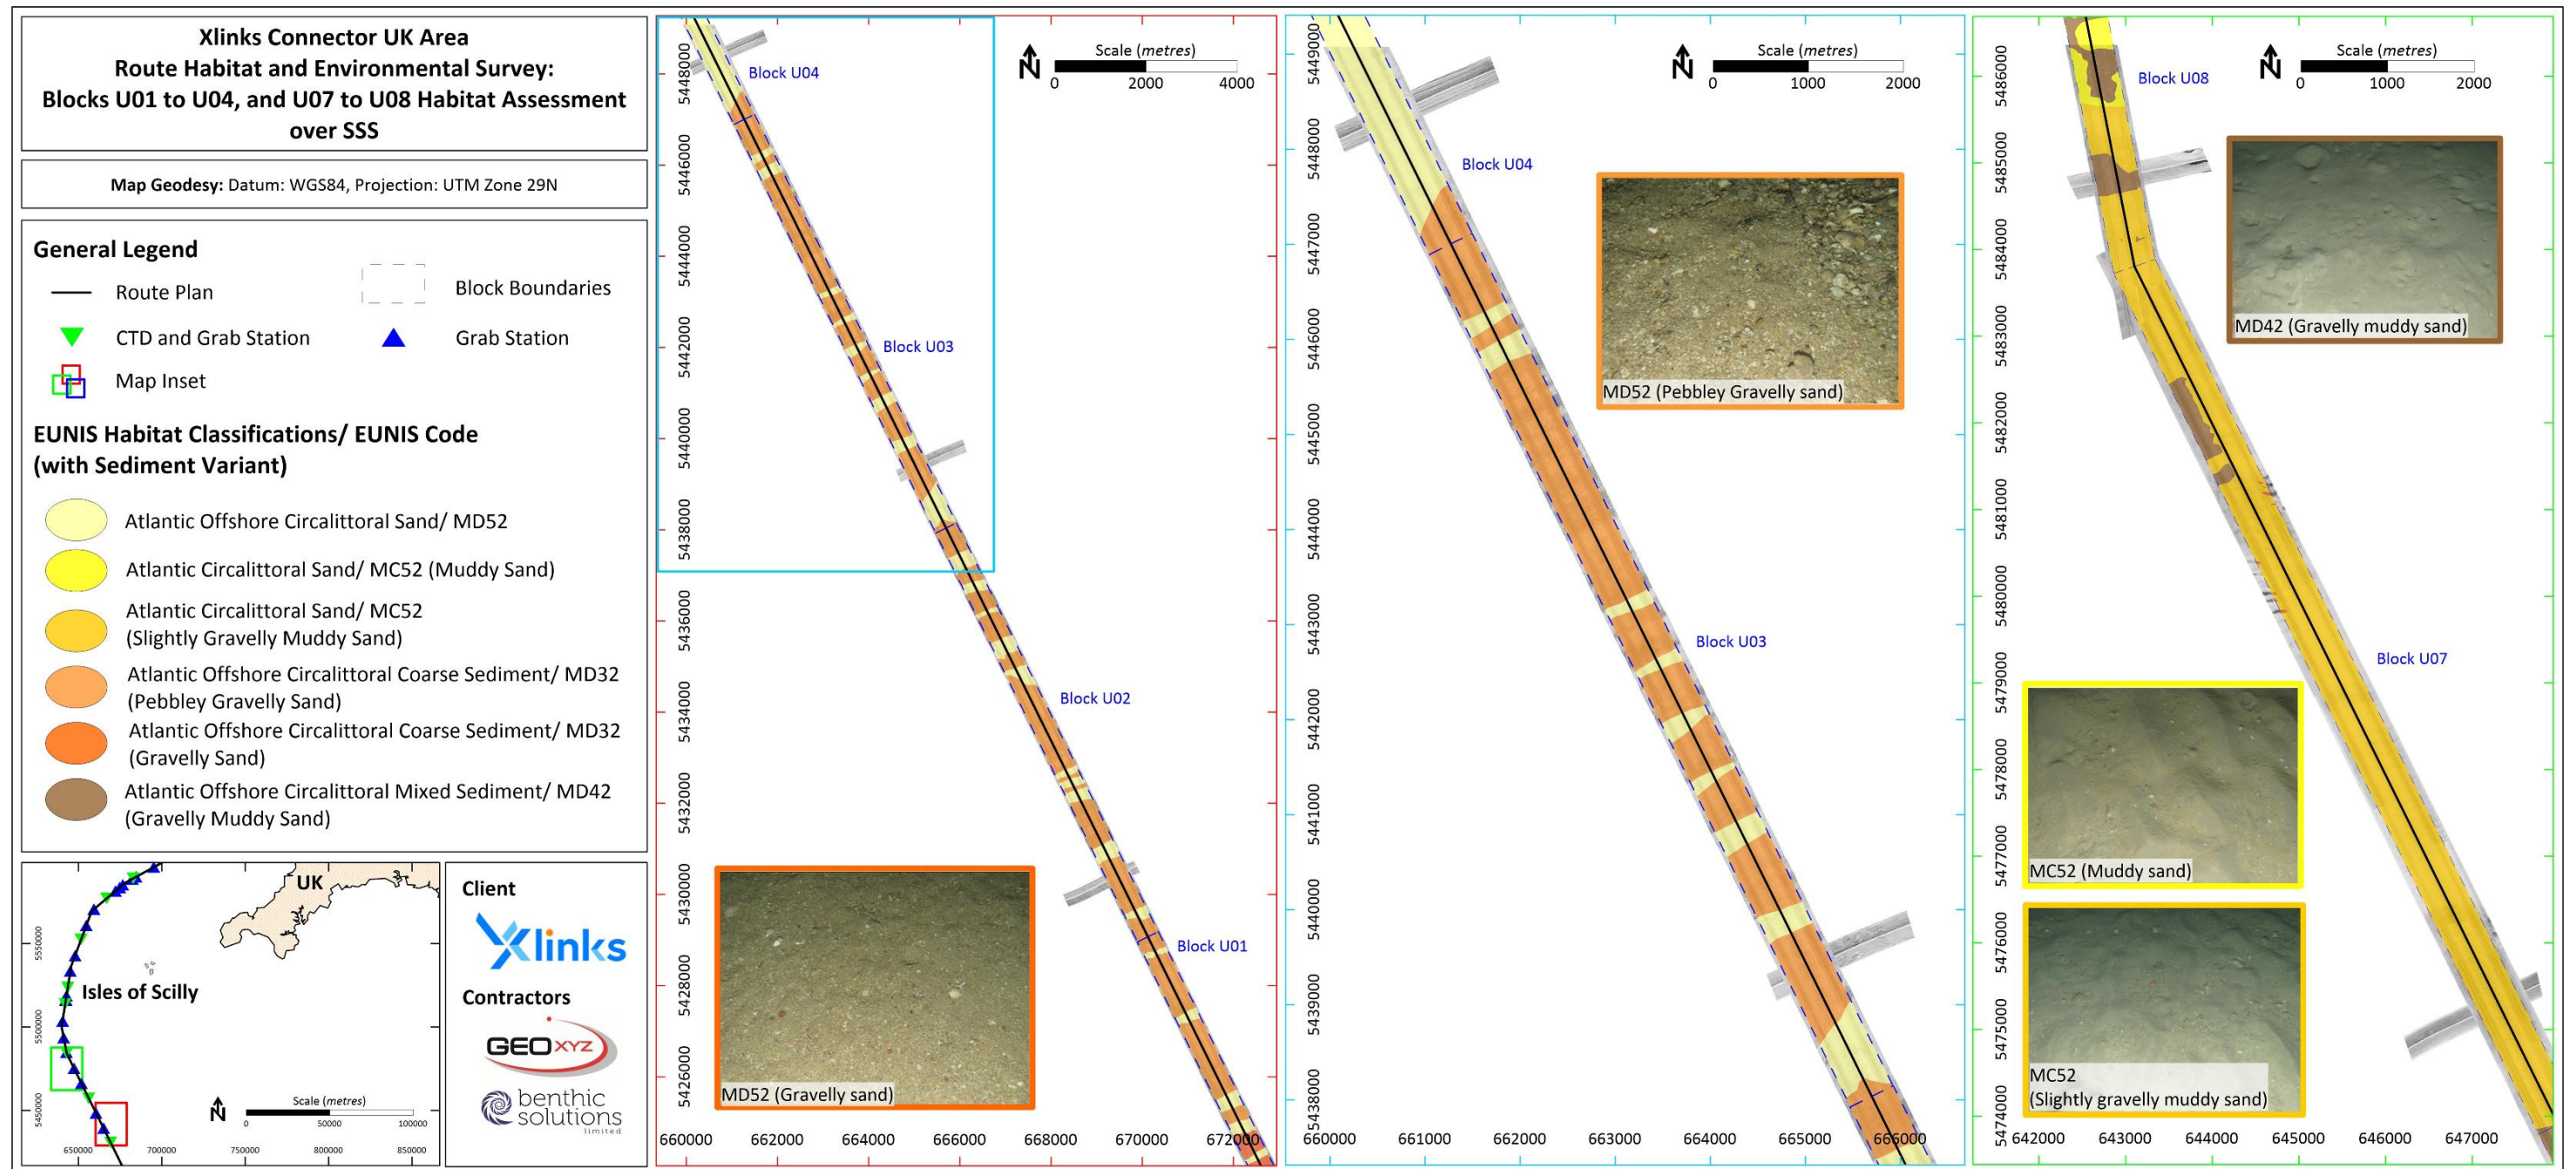 Xlinks Connector UK Area
Route Habitat and Environmental Survey:
Blocks U01 to U04, and U07 to U08 Habitat Assessment
over SSS
Map Geodesy: Datum: WGS84, Projection: UTM Zone 29N
General Legend
Route Plan
Block Boundaries
CTD and Grab Station
Grab Station
Map Inset
EUNIS Habitat Classifications/ EUNIS Code
(with Sediment Variant)
Atlantic Offshore Circalittoral Sand/ MD52
Atlantic Circalittoral Sand/ MC52 (Muddy Sand)
Atlantic Circalittoral Sand/ MC52
(Slightly Gravelly Muddy Sand)
Atlantic Offshore Circalittoral Coarse Sediment/ MD32
(Pebbley Gravelly Sand)
Atlantic Offshore Circalittoral Coarse Sediment/ MD32
(Gravelly Sand)
Atlantic Offshore Circalittoral Mixed Sediment/ MD42
(Gravelly Muddy Sand)
UK
Isles of Scilly
N
Scale (metres)
0 50000 100000
5550000
5500000
5450000
650000 700000 750000 800000 850000
Client
Xlinks
Contractors
GEO XYZ
benthic
solutions
limited
Block U04
N
Scale (metres)
0 2000 4000
Block U03
Block U02
Block U01
MD52 (Gravelly sand)
5448000
5446000
5444000
5442000
5440000
5438000
5436000
5434000
5432000
5430000
5428000
5426000
660000 662000 664000 666000 668000 670000 672000
N
Scale (metres)
0 1000 2000
Block U04
MD52 (Pebbley Gravelly sand)
Block U03
5449000
5448000
5447000
5446000
5445000
5444000
5443000
5442000
5441000
5440000
5439000
5438000
660000 661000 662000 663000 664000 665000 666000
Block U08
N
Scale (metres)
0 1000 2000
MD42 (Gravelly muddy sand)
Block U07
MC52 (Muddy sand)
MC52
(Slightly gravelly muddy sand)
5486000
5485000
5484000
5483000
5482000
5481000
5480000
5479000
5478000
5477000
5476000
5475000
5474000
642000 643000 644000 645000 646000 647000